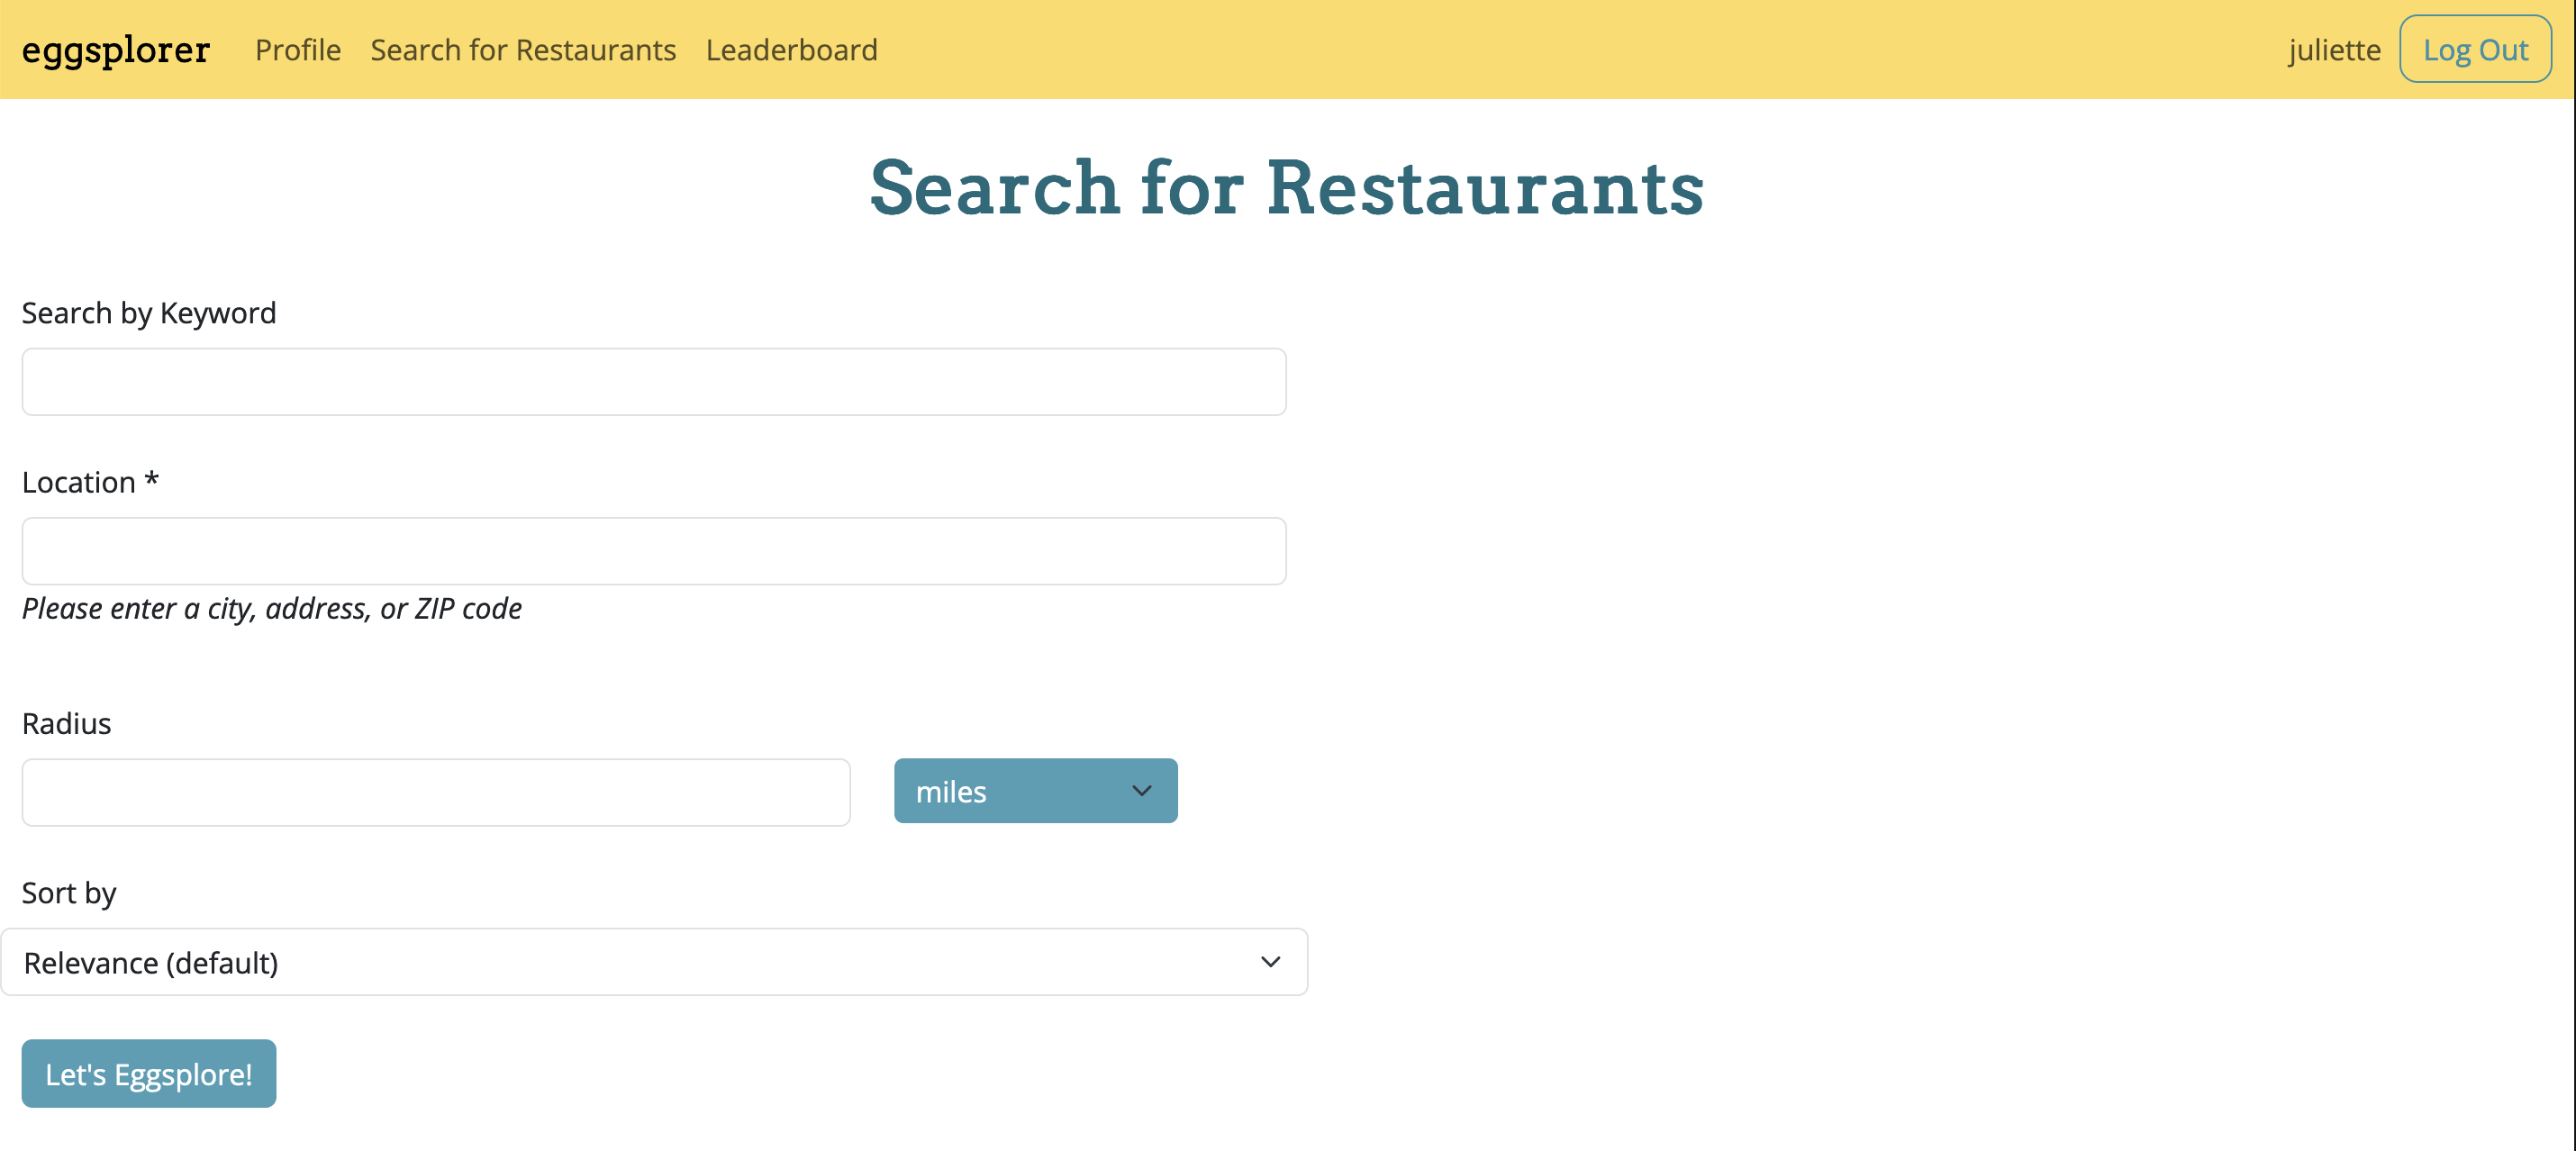 eggsplorer Profile Search for Restaurants Leaderboard juliette Log Out
Search for Restaurants
Search by Keyword
Location *
Please enter a city, address, or ZIP code
Radius
miles
Sort by
Relevance (default)
Let's Eggsplore!